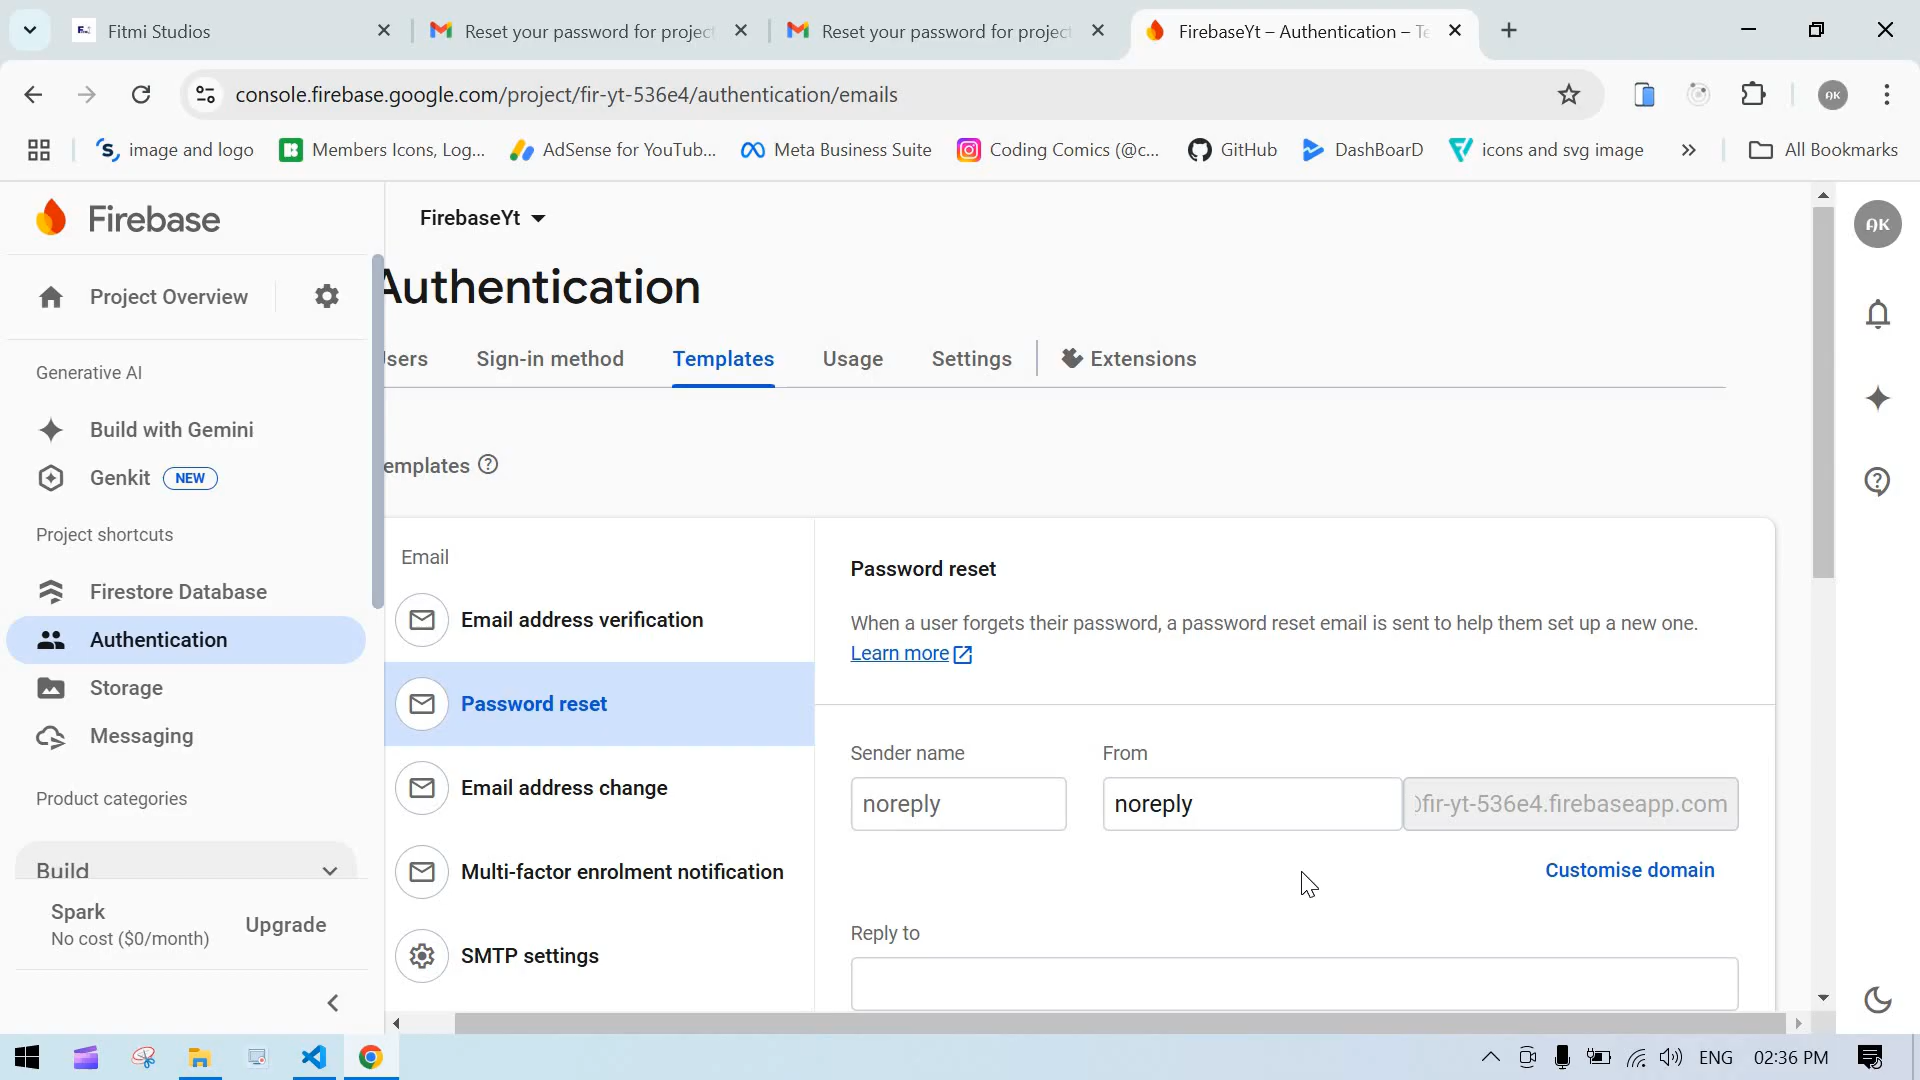 Fitmi Studios
Reset your password for project
Reset your password for project
FirebaseYt – Authentication – Te
console.firebase.google.com/project/fir-yt-536e4/authentication/emails
AK
image and logo
Members Icons, Log...
AdSense for YouTub...
Meta Business Suite
Coding Comics (@c...
GitHub
DashBoarD
icons and svg image
All Bookmarks
Firebase
FirebaseYt
AK
Project Overview
Authentication
Users
Sign-in method
Templates
Usage
Settings
Extensions
Generative AI
Build with Gemini
Genkit NEW
emplates
Project shortcuts
Firestore Database
Authentication
Storage
Messaging
Product categories
Build
Spark
No cost ($0/month)
Upgrade
Email
Email address verification
Password reset
Email address change
Multi-factor enrolment notification
SMTP settings
Password reset
When a user forgets their password, a password reset email is sent to help them set up a new one.
Learn more
Sender name
From
noreply
noreply
@fir-yt-536e4.firebaseapp.com
Customise domain
Reply to
ENG
02:36 PM